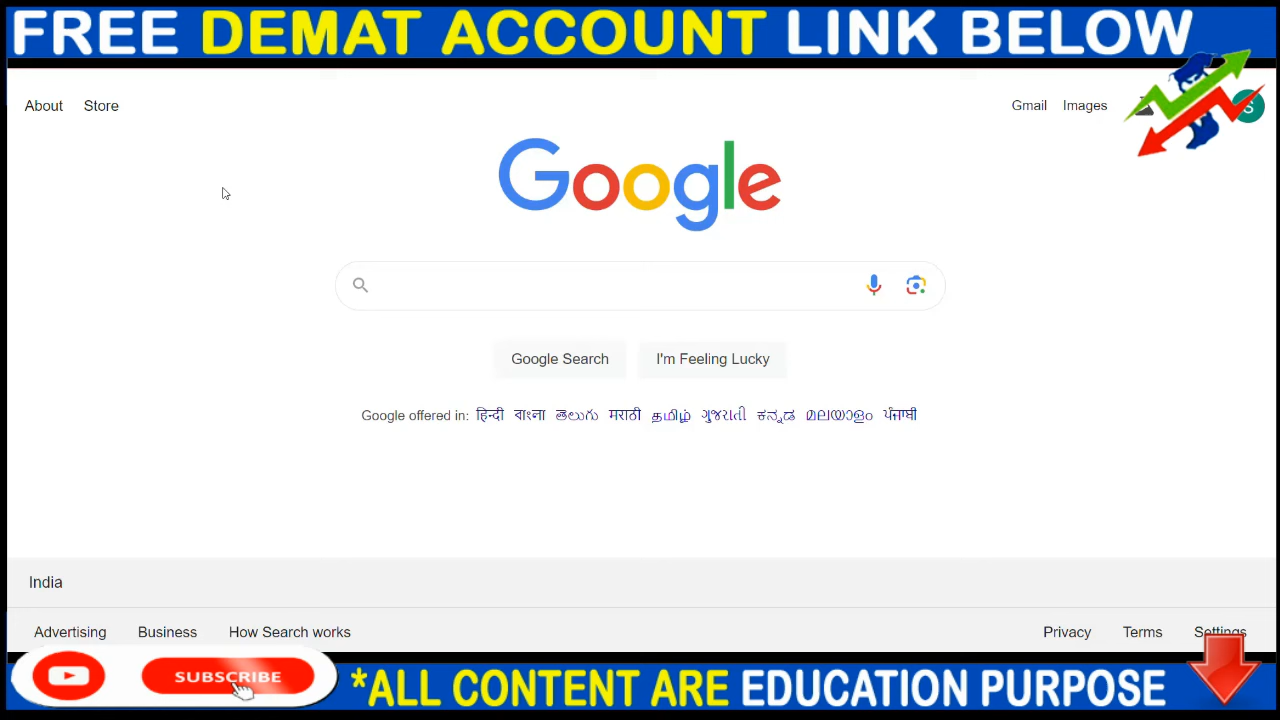 FREE DEMAT ACCOUNT LINK BELOW
About Store
Gmail Images
S
Google
Google Search I'm Feeling Lucky
Google offered in: हिन्दी বাংলা తెలుగు मराठी தமிழ் ગુજરાતી ಕನ್ನಡ മലയാളം ਪੰਜਾਬੀ
India
Advertising Business How Search works
Privacy Terms Settings
SUBSCRIBE
*ALL CONTENT ARE EDUCATION PURPOSE